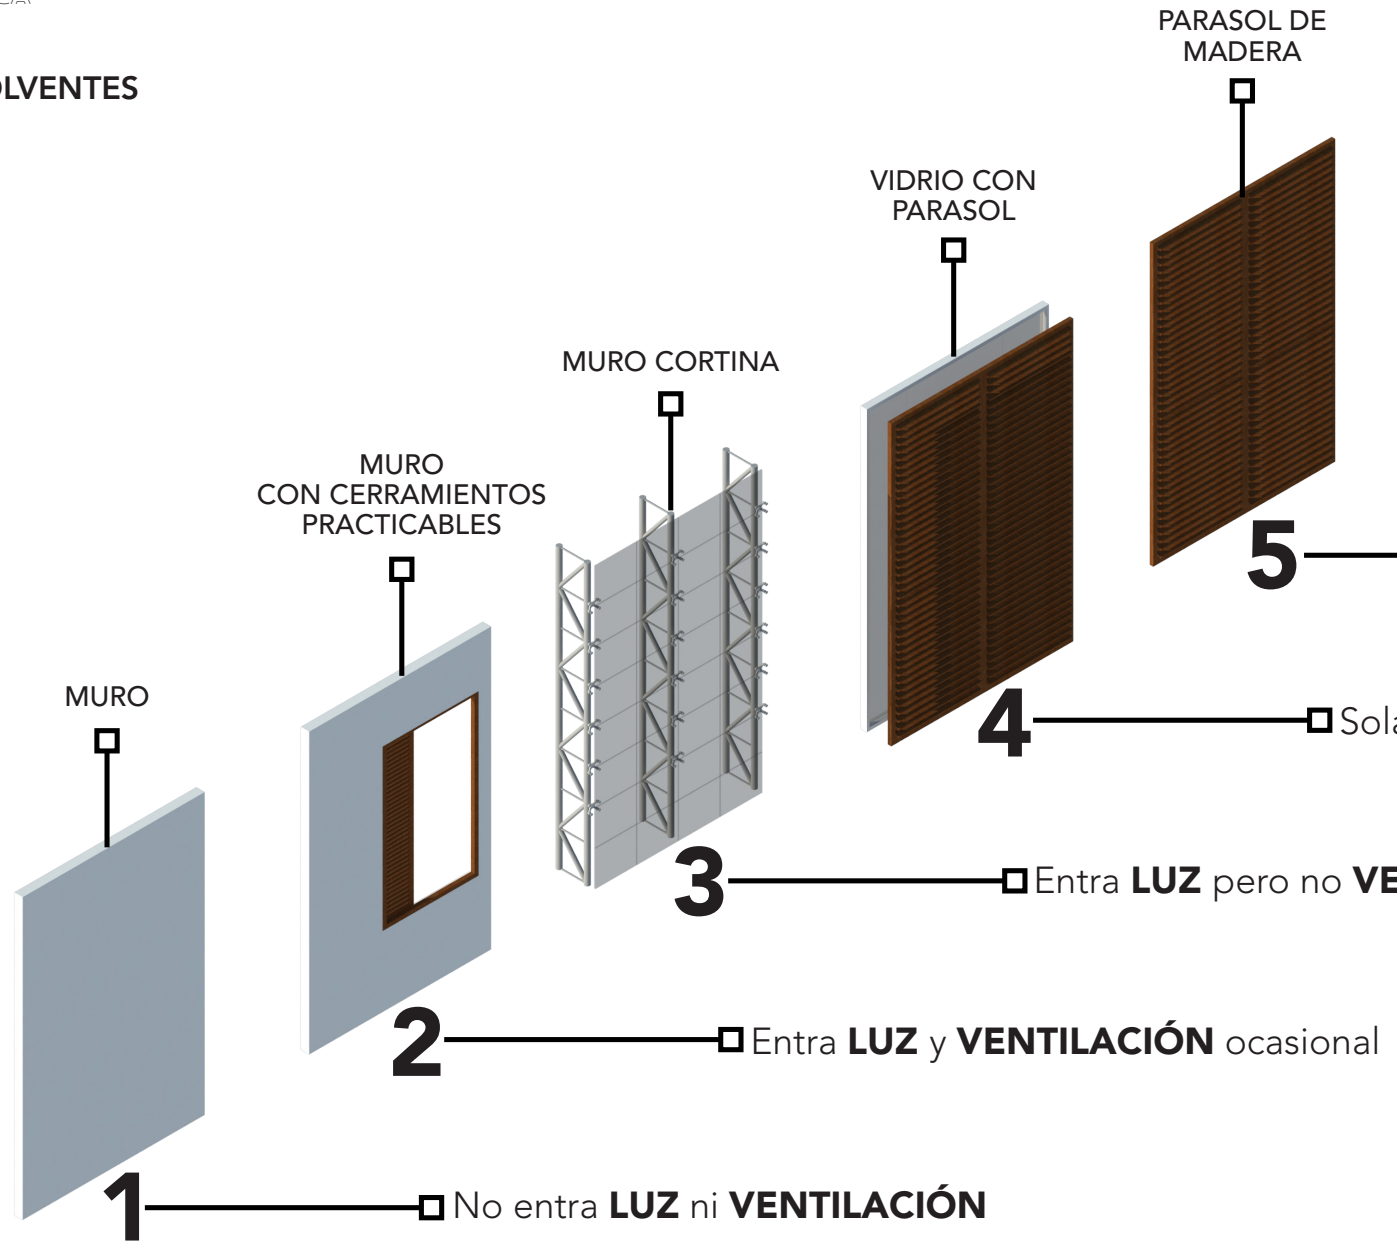 PARASOL DE
MADERA
VIDRIO CON
PARASOL
MURO CORTINA
MURO
CON CERRAMIENTOS
PRACTICABLES
MURO
5
4
3 Entra LUZ pero no
2 Entra LUZ y VENTILACIÓN ocasional
1 No entra LUZ ni VENTILACIÓN